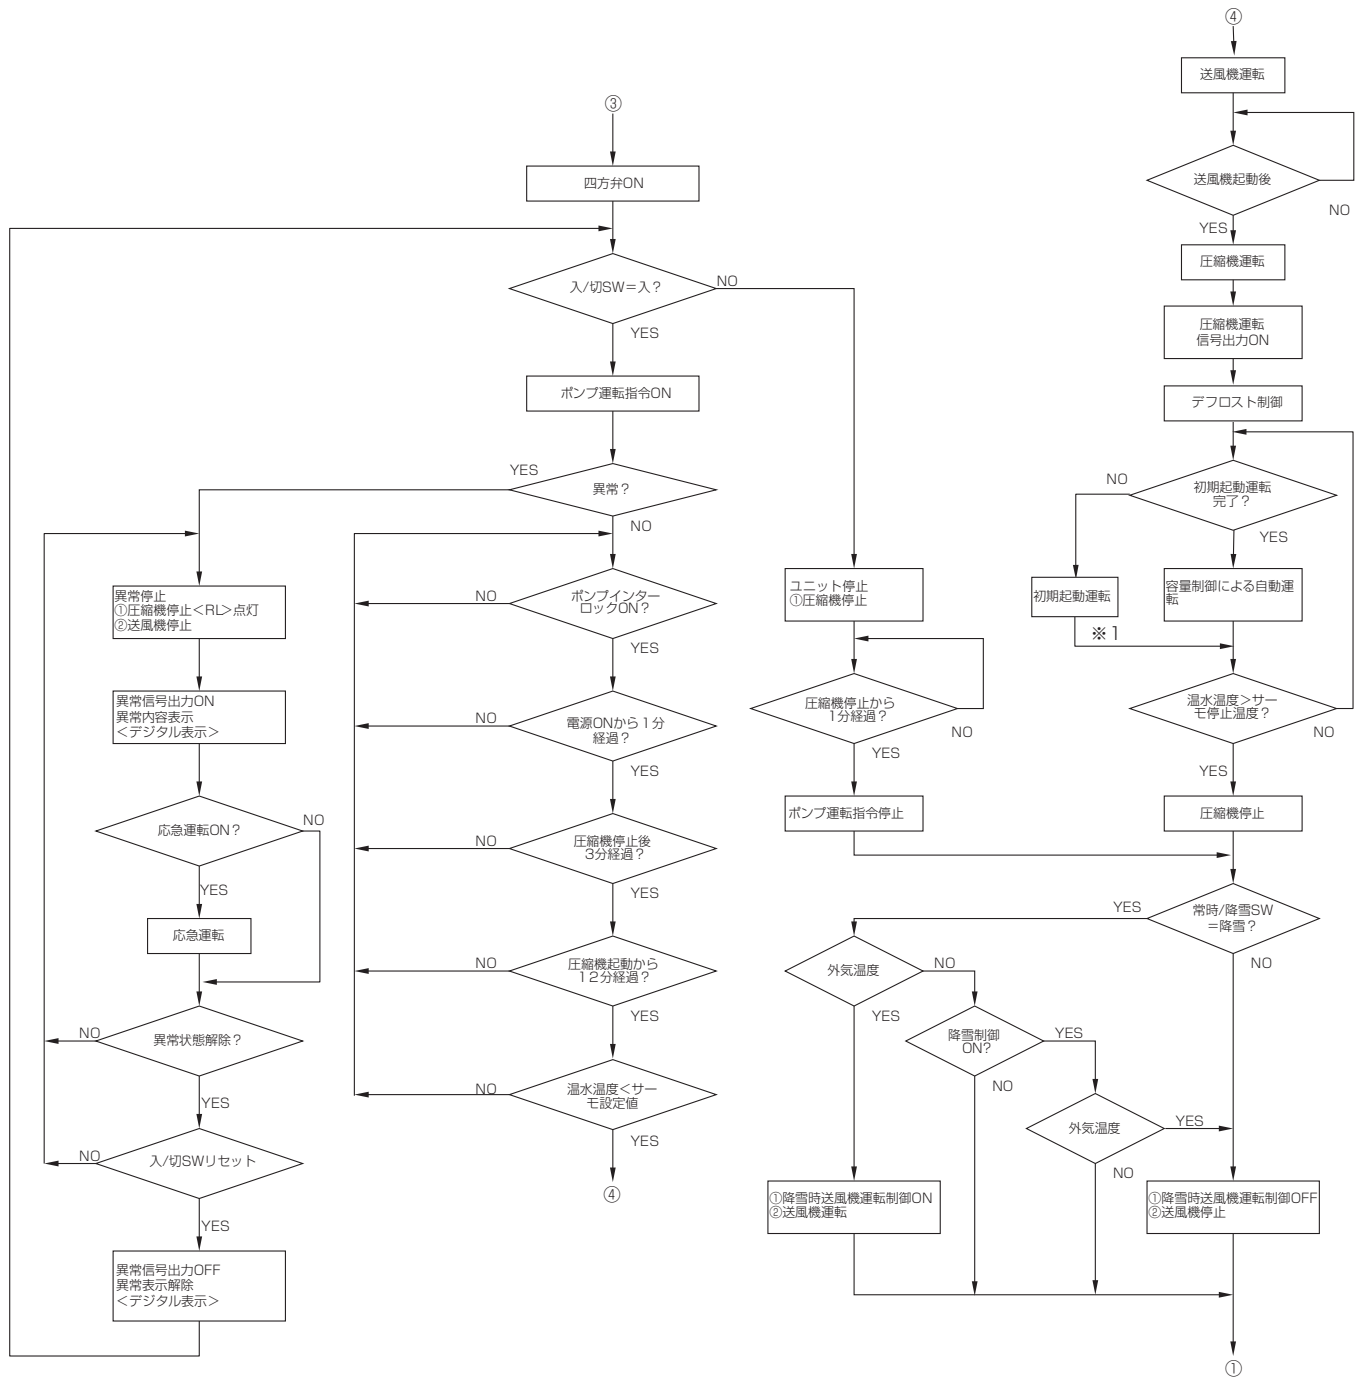 ③
四方弁ON
入/切SW＝入？
NO
YES
ポンプ運転指令ON
YES
異常？
NO
異常停止
①圧縮機停止＜RL＞点灯
②送風機停止
異常信号出力ON
異常内容表示
＜デジタル表示＞
応急運転ON？
NO
YES
応急運転
NO
異常状態解除？
YES
NO
入/切SWリセット
YES
異常信号出力OFF
異常表示解除
＜デジタル表示＞
NO
ポンプインター
ロックON？
YES
NO
電源ONから１分
経過？
YES
NO
圧縮機停止後
3分経過？
YES
NO
圧縮機起動から
１２分経過？
YES
NO
温水温度＜サー
モ設定値
YES
④
ユニット停止
①圧縮機停止
圧縮機停止から
1分経過？
NO
YES
ポンプ運転指令停止
④
送風機運転
送風機起動後
NO
YES
圧縮機運転
圧縮機運転
信号出力ON
デフロスト制御
NO
初期起動運転
完了？
YES
初期起動運転
容量制御による自動運
転
※１
温水温度＞サー
モ停止温度？
NO
YES
圧縮機停止
YES
常時/降雪SW
＝降雪？
NO
外気温度
NO
YES
降雪制御
ON？
YES
NO
外気温度
YES
NO
①降雪時送風機運転制御ON
②送風機運転
①降雪時送風機運転制御OFF
②送風機停止
①